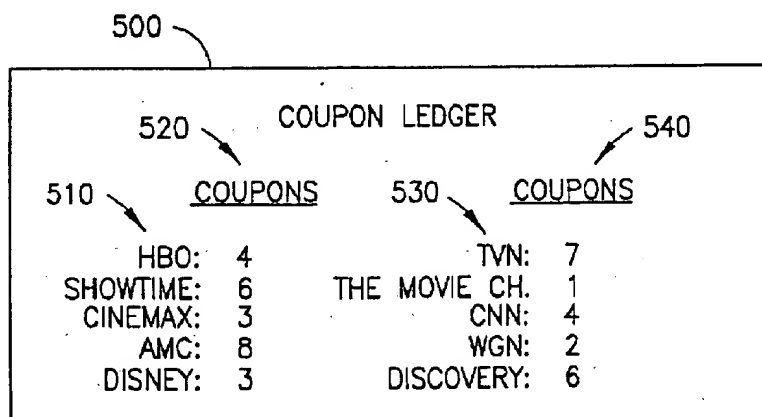 500
COUPON LEDGER
520 540
COUPONS COUPONS
510 530
HBO: 4 TVN: 7
SHOWTIME: 6 THE MOVIE CH. 1
CINEMAX: 3 CNN: 4
AMC: 8 WGN: 2
DISNEY: 3 DISCOVERY: 6